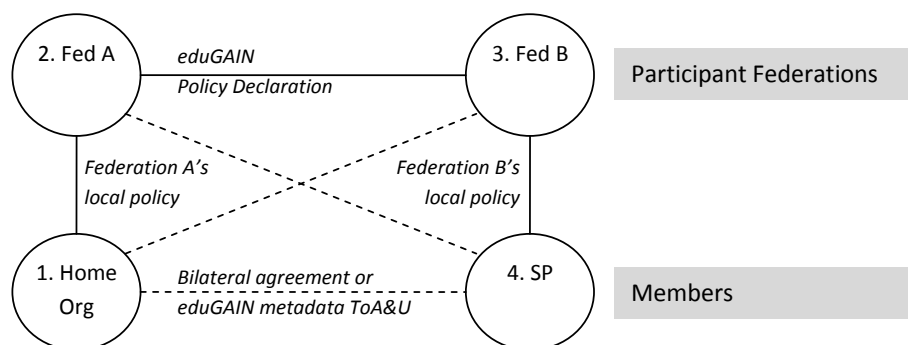 2. Fed A
eduGAIN
Policy Declaration
3. Fed B
Participant Federations
Federation A's
local policy
Federation B's
local policy
1. Home
Org
Bilateral agreement or
eduGAIN metadata ToA&U
4. SP
Members